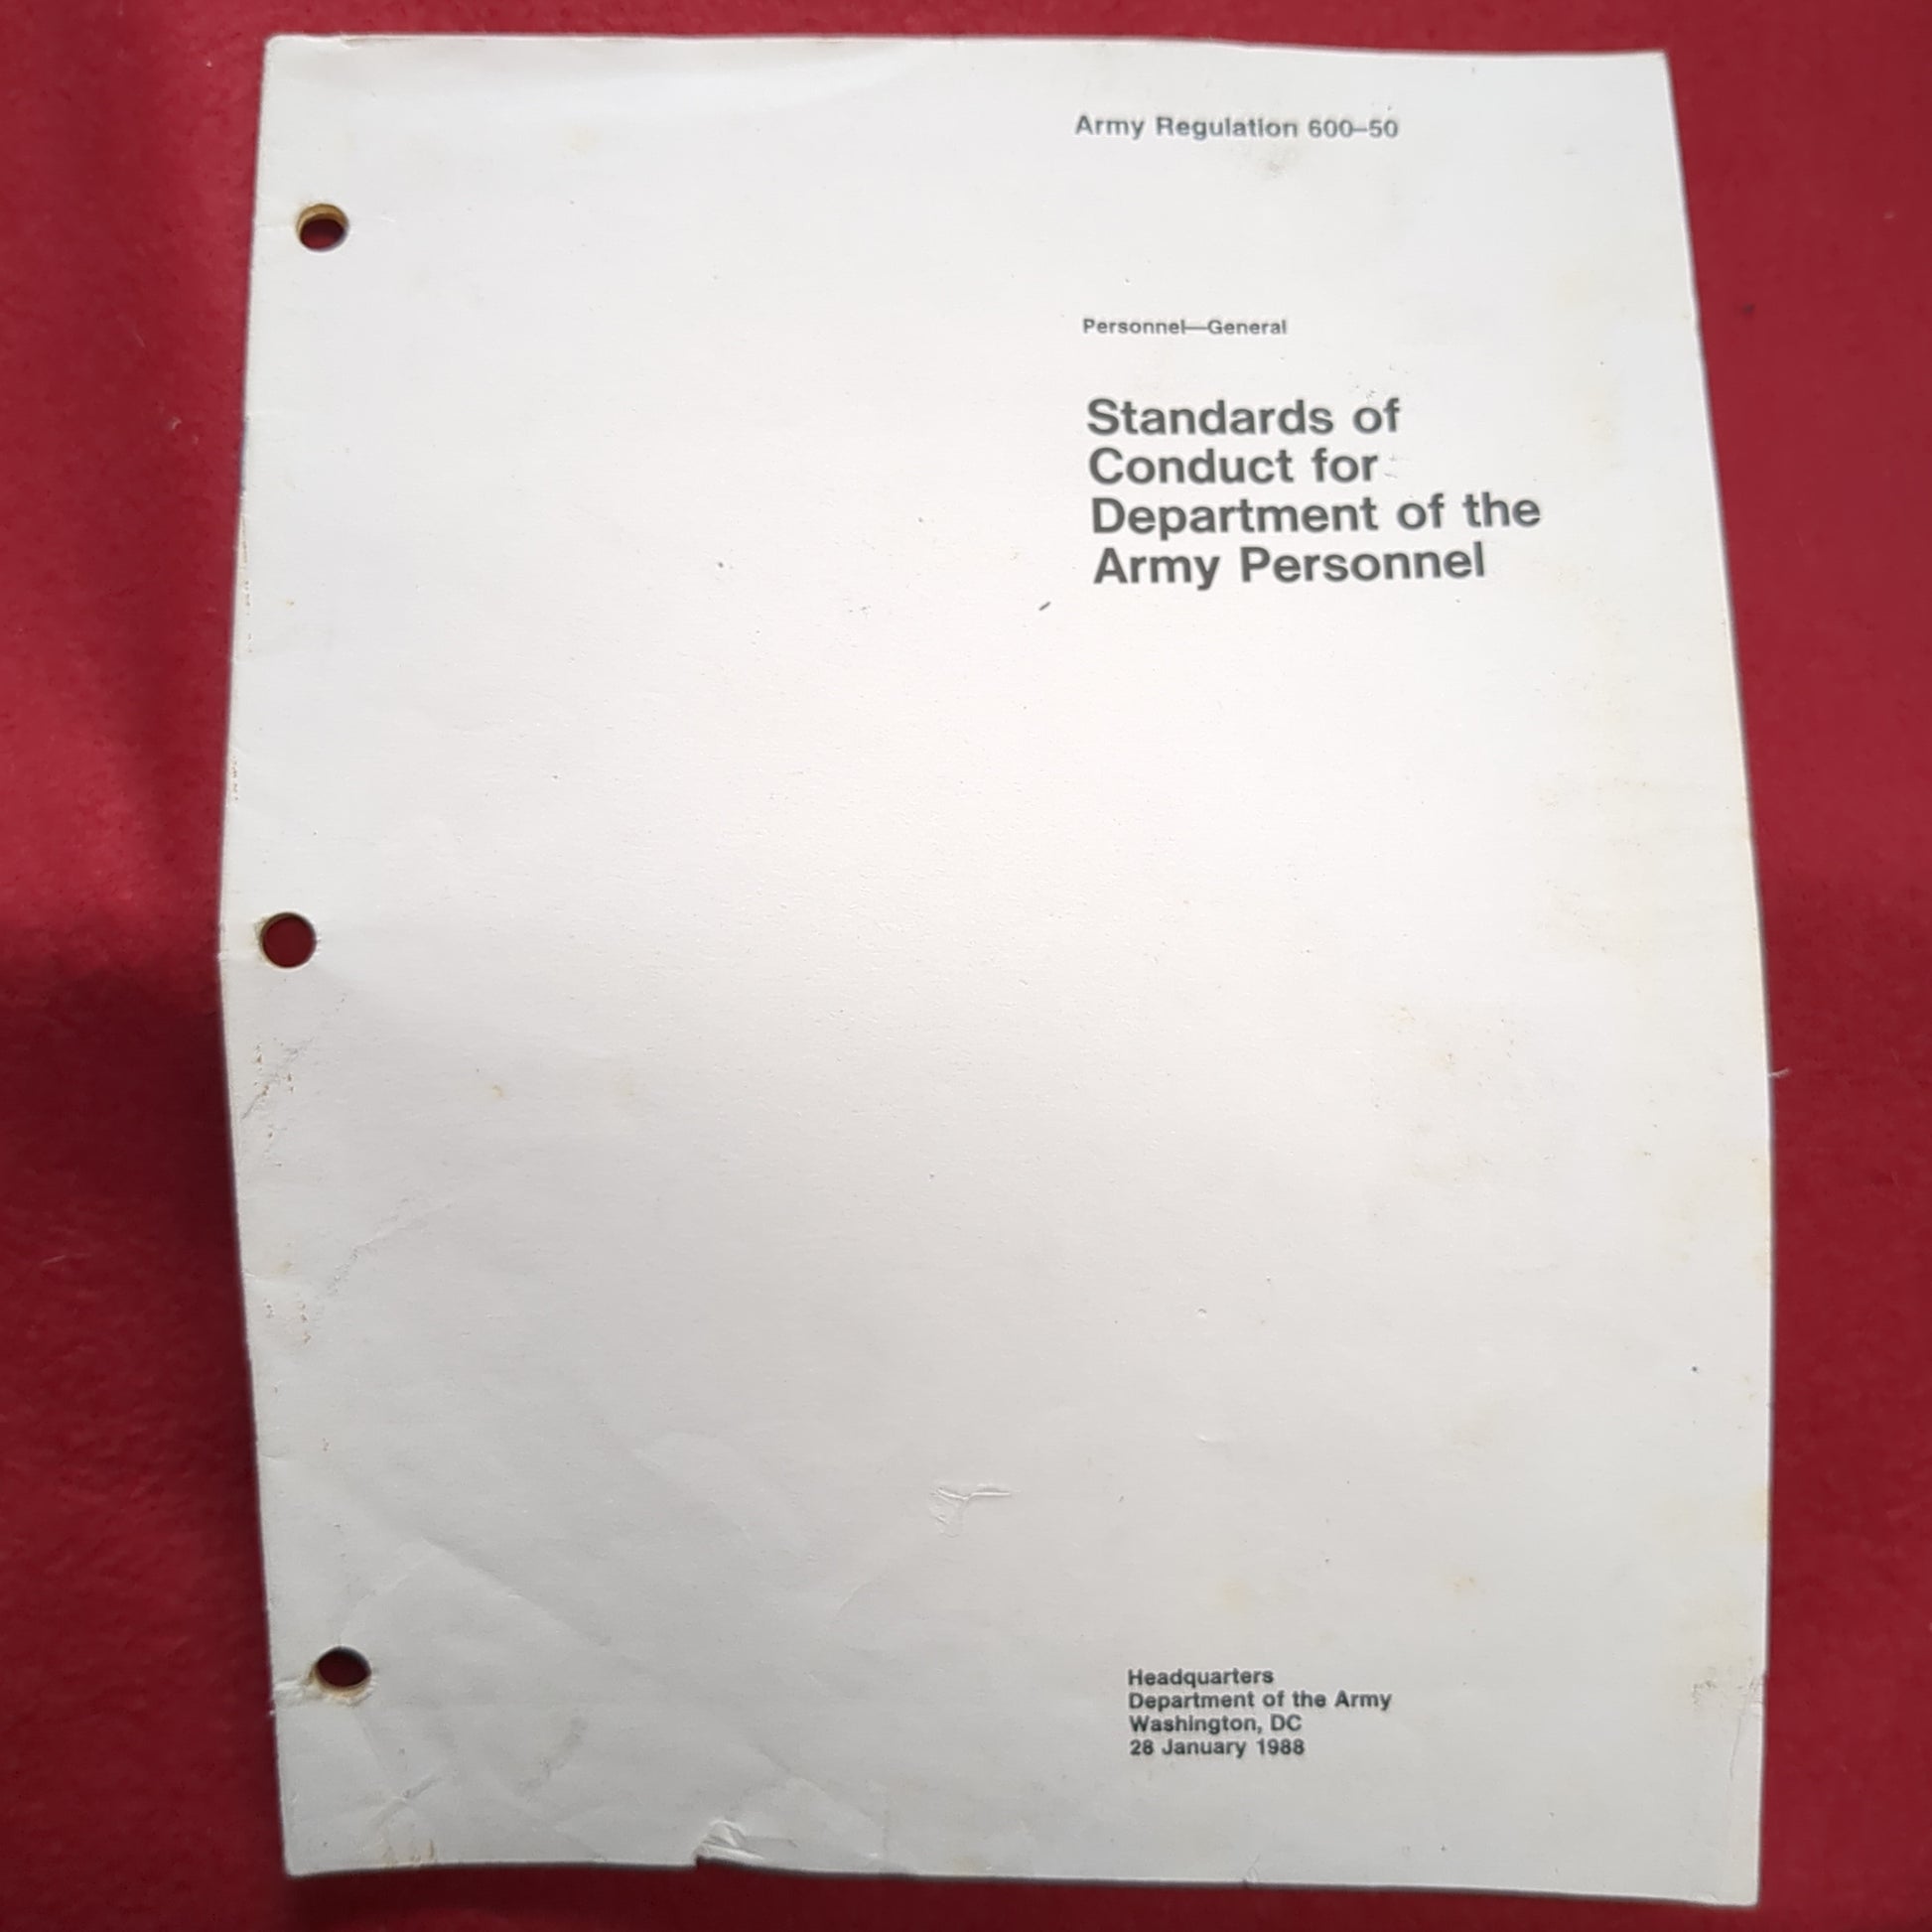 Army Regulation 600–50
Personnel—General
Standards of
Conduct for
Department of the
Army Personnel
Headquarters
Department of the Army
Washington, DC
28 January 1988